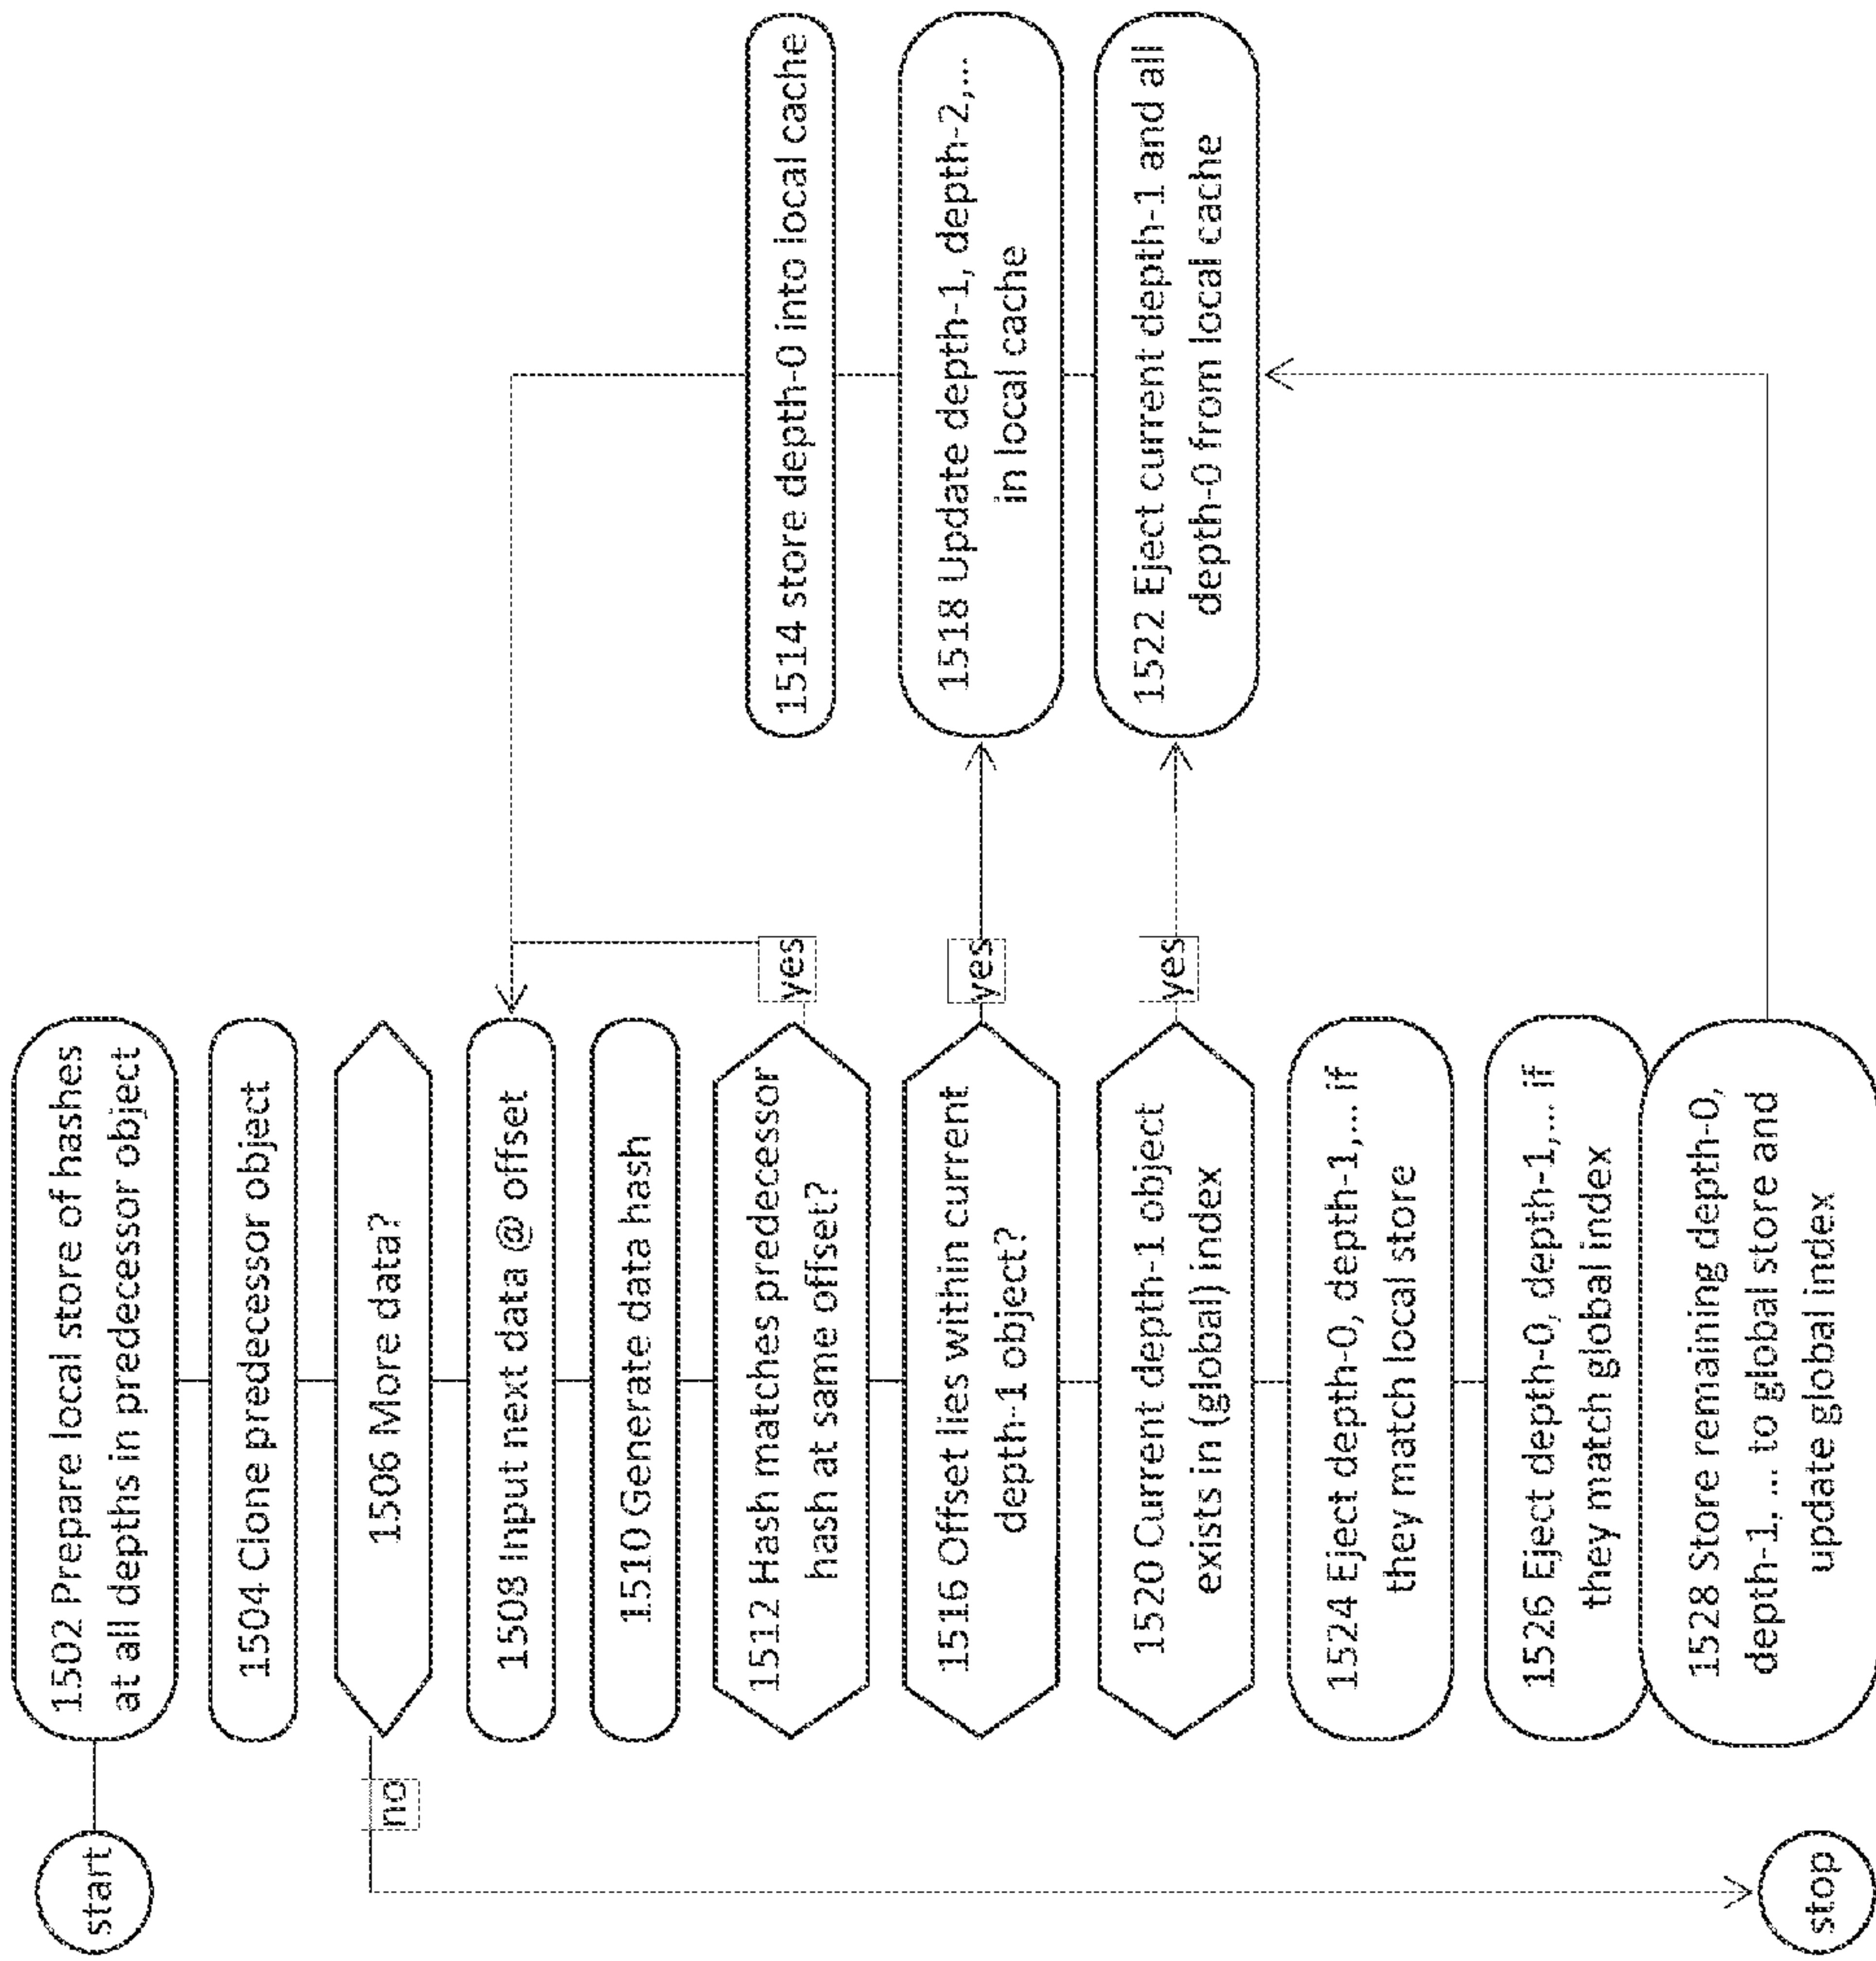 start
1502 Prepare local store of hashes
at all depths in predecessor object
1504 Clone predecessor object
1506 More data?
no
1508 Input next data @ offset
1510 Generate data hash
1512 Hash matches predecessor
hash at same offset?
yes
1514 store depth-0 into local cache
1516 Offset lies within current
depth-1 object?
yes
1518 Update depth-1, depth-2,...
in local cache
1520 Current depth-1 object
exists in (global) index
yes
1522 Eject current depth-1 and all
depth-0 from local cache
1524 Eject depth-0, depth-1,... if
they match local store
1526 Eject depth-0, depth-1,... if
they match global index
1528 Store remaining depth-0,
depth-1, ... to global store and
update global index
stop